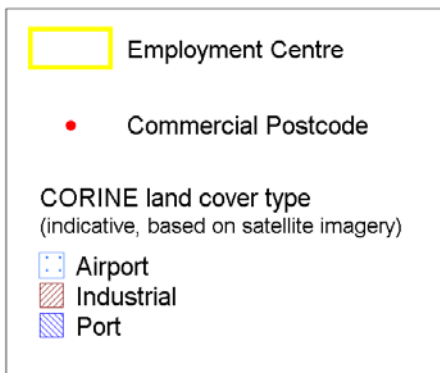 Employment Centre
Commercial Postcode
CORINE land cover type
(indicative, based on satellite imagery)
Airport
Industrial
Port